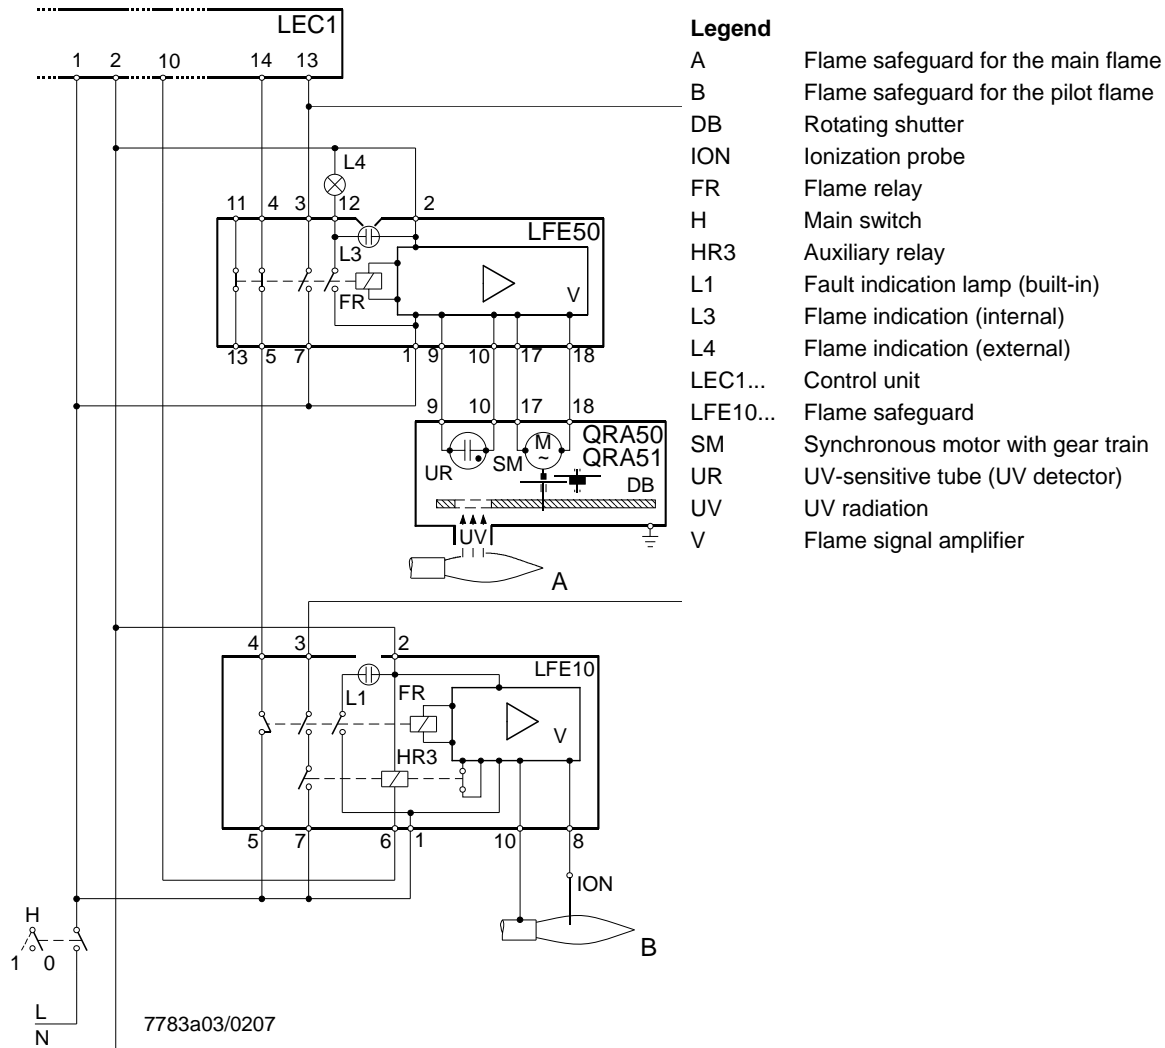 LEC1
1 2 10 14 13
L4
11 4 3 12 2
LFE50
L3
FR
V
13 5 7 1 9 10 17 18
9 10 17 18
QRA50
QRA51
M
~
UR SM
DB
UV
A
4 3 2
LFE10
L1 FR
V
HR3
5 7 6 1 10 8
ION
B
H
1 0
L
N
7783a03/0207
Legend
A Flame safeguard for the main flame
B Flame safeguard for the pilot flame
DB Rotating shutter
ION Ionization probe
FR Flame relay
H Main switch
HR3 Auxiliary relay
L1 Fault indication lamp (built-in)
L3 Flame indication (internal)
L4 Flame indication (external)
LEC1... Control unit
LFE10... Flame safeguard
SM Synchronous motor with gear train
UR UV-sensitive tube (UV detector)
UV UV radiation
V Flame signal amplifier